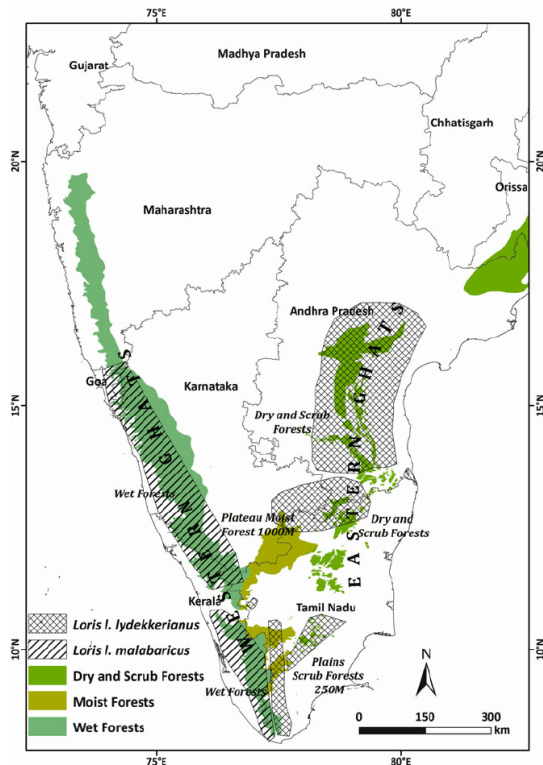 75°E
80°E
Madhya Pradesh
Gujarat
Chhatisgarh
20°N
20°N
Orissa
Maharashtra
Andhra Pradesh
Goa
Karnataka
15°N
15°N
Dry and Scrub
Forests
EASTERN GHATS
WESTERN GHATS
Wet Forests
Plateau Moist
Forest 1000M
Dry and
Scrub Forests
Kerala
Tamil Nadu
Loris l. lydekkerianus
Loris l. malabaricus
10°N
10°N
Dry and Scrub Forests
Moist Forests
Wet Forests
Wet Forests
Plains
Scrub Forests
250M
N
0 150 300
km
75°E
80°E